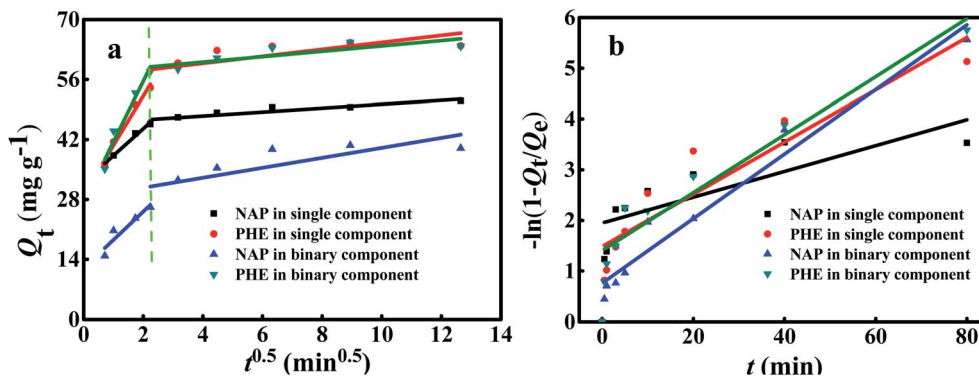 a
70
56
42
28
14
0
Qt (mg g-1)
NAP in single component
PHE in single component
NAP in binary component
PHE in binary component
0 2 4 6 8 10 12 14
t0.5 (min0.5)
b
6
5
4
3
2
1
0
-ln(1-Qt/Qe)
NAP in single component
PHE in single component
NAP in binary component
PHE in binary component
0 20 40 60 80
t (min)